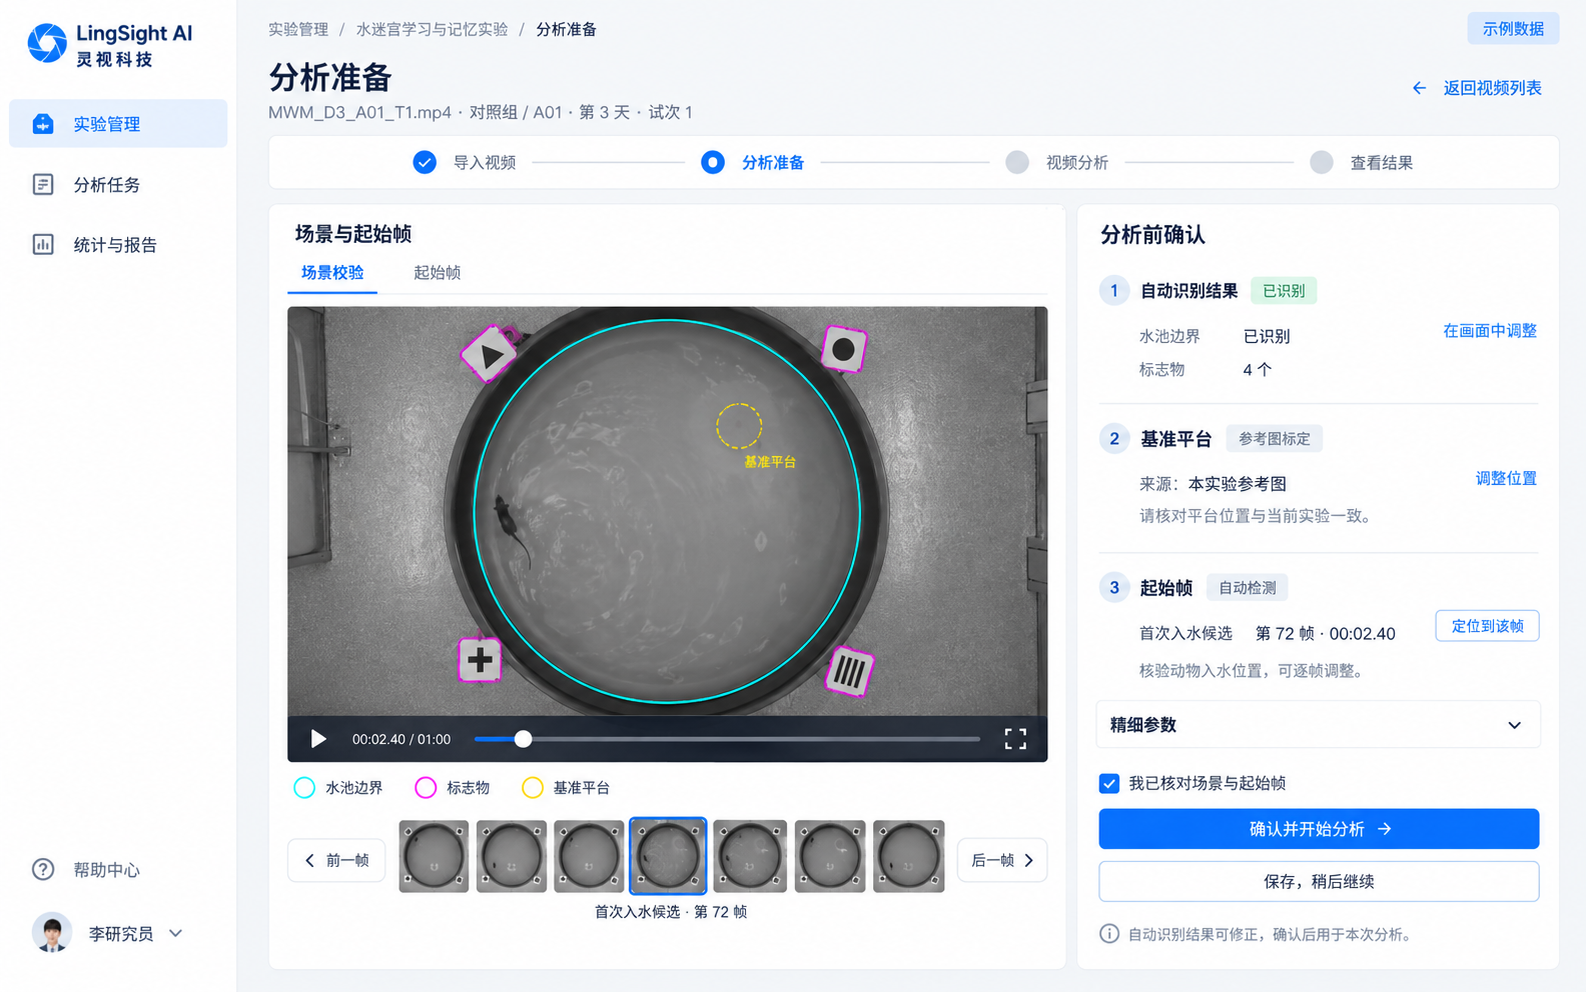 LingSight AI
灵视科技
实验管理
分析任务
统计与报告
帮助中心
李研究员
实验管理 / 水迷宫学习与记忆实验 / 分析准备
示例数据
分析准备
MWM_D3_A01_T1.mp4 · 对照组 / A01 · 第 3 天 · 试次 1
← 返回视频列表
导入视频
分析准备
视频分析
查看结果
场景与起始帧
场景校验
起始帧
基准平台
00:02.40 / 01:00
水池边界
标志物
基准平台
前一帧
后一帧
首次入水候选 · 第 72 帧
分析前确认
1 自动识别结果 已识别
水池边界 已识别
在画面中调整
标志物 4 个
2 基准平台 参考图标定
来源：本实验参考图
调整位置
请核对平台位置与当前实验一致。
3 起始帧 自动检测
首次入水候选 第 72 帧 · 00:02.40
定位到该帧
核验动物入水位置，可逐帧调整。
精细参数
我已核对场景与起始帧
确认并开始分析 →
保存，稍后继续
自动识别结果可修正，确认后用于本次分析。